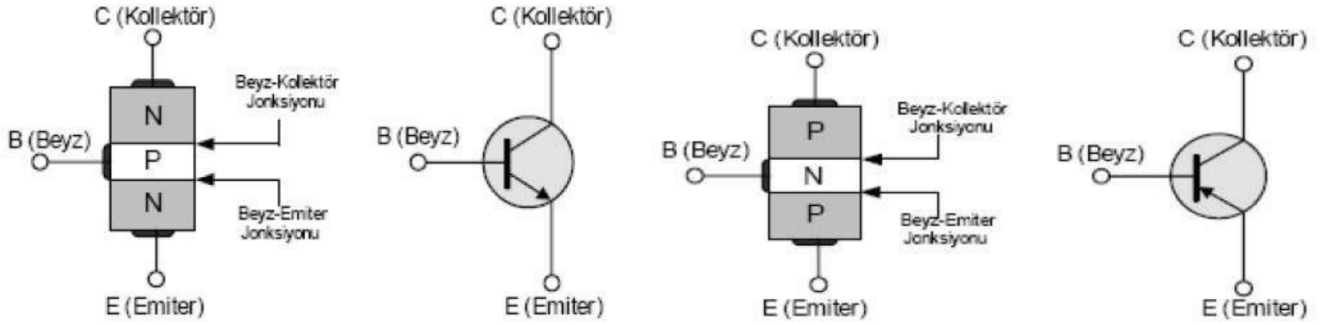 C (Kollektör)
N
P
N
B (Beyz)
Beyz-Kollektör
Jonksiyonu
Beyz-Emiter
Jonksiyonu
E (Emiter)
C (Kollektör)
B (Beyz)
E (Emiter)
C (Kollektör)
P
N
P
B (Beyz)
Beyz-Kollektör
Jonksiyonu
Beyz-Emiter
Jonksiyonu
E (Emiter)
C (Kollektör)
B (Beyz)
E (Emiter)